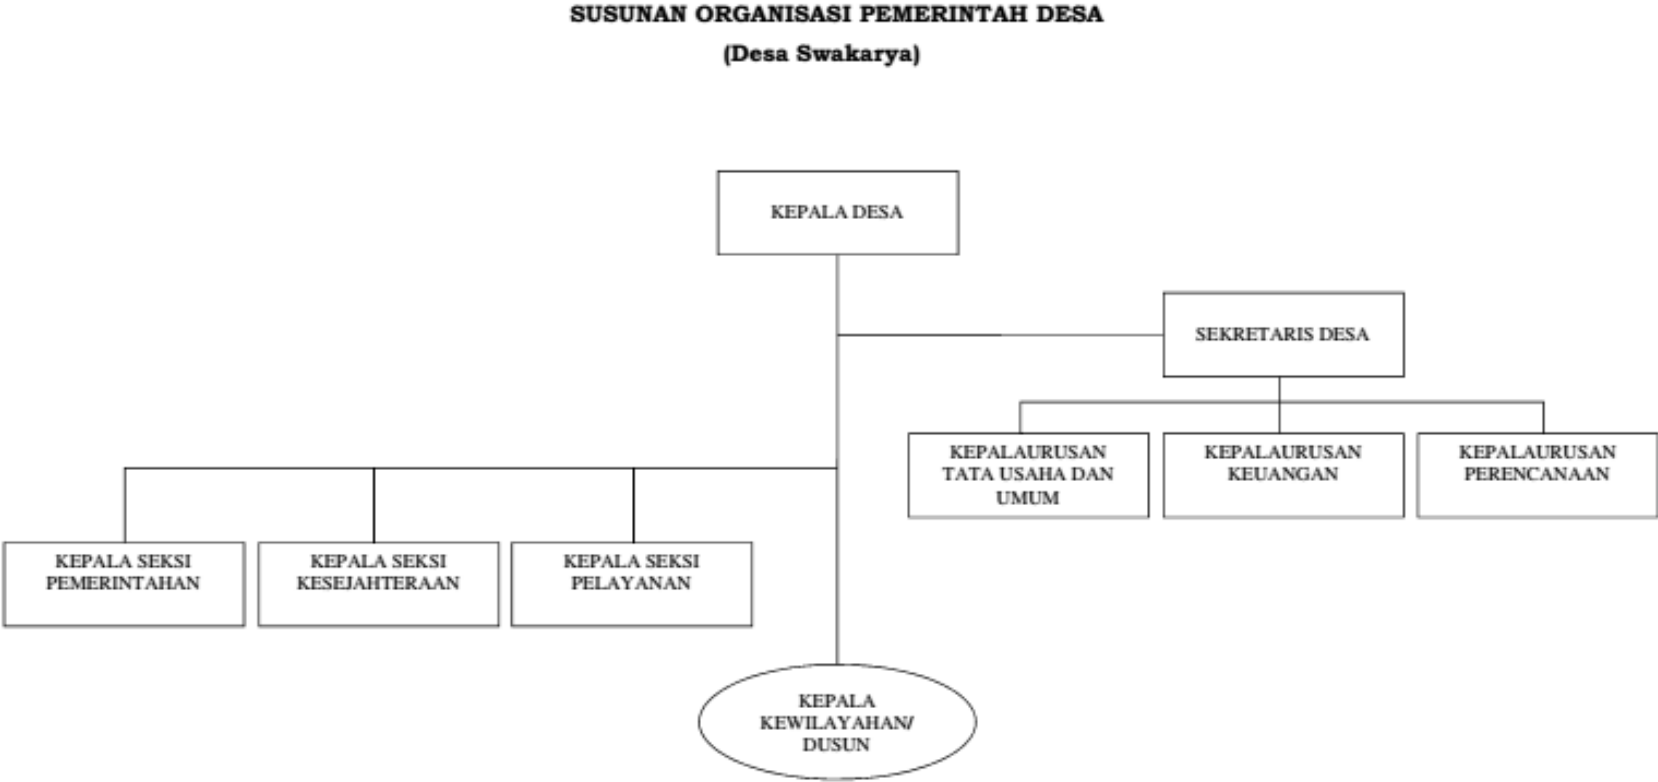 SUSUNAN ORGANISASI PEMERINTAH DESA
(Desa Swakarya)
KEPALA DESA
SEKRETARIS DESA
KEPALAURUSAN
TATA USAHA DAN
UMUM
KEPALAURUSAN
KEUANGAN
KEPALAURUSAN
PERENCANAAN
KEPALA SEKSI
PEMERINTAHAN
KEPALA SEKSI
KESEJAHTERAAN
KEPALA SEKSI
PELAYANAN
KEPALA
KEWILAYAHAN/
DUSUN